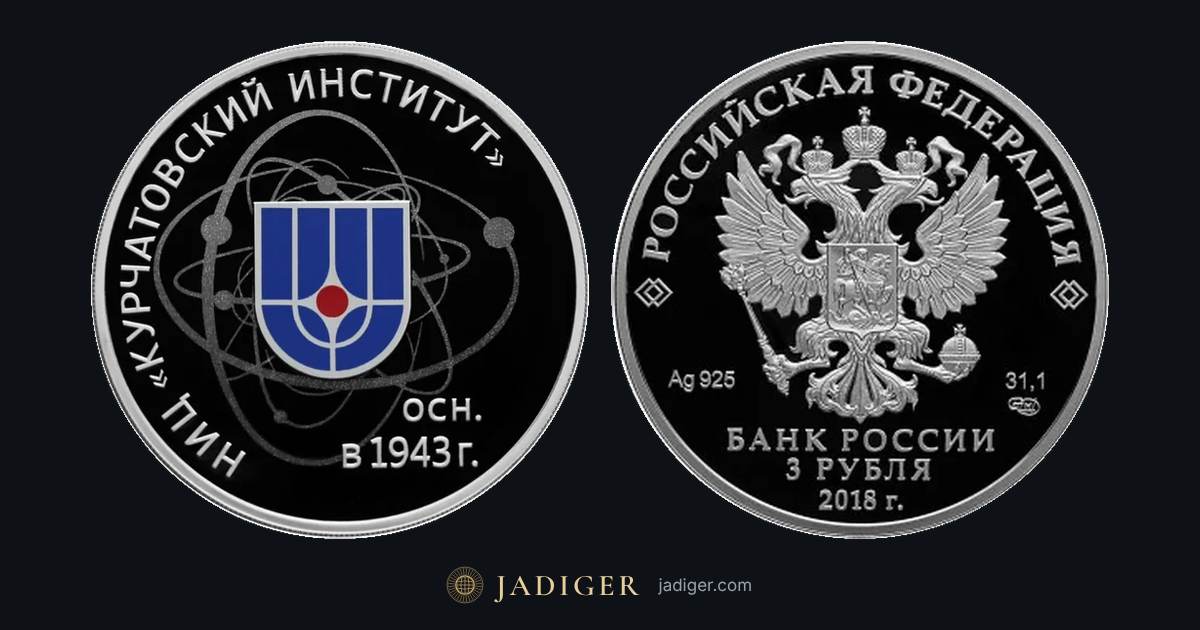 НИЦ «КУРЧАТОВСКИЙ ИНСТИТУТ»
ОСН.
В 1943 Г.
РОССИЙСКАЯ ФЕДЕРАЦИЯ
Ag 925
31,1
БАНК РОССИИ
3 РУБЛЯ
2018 г.
JADIGER
jadiger.com